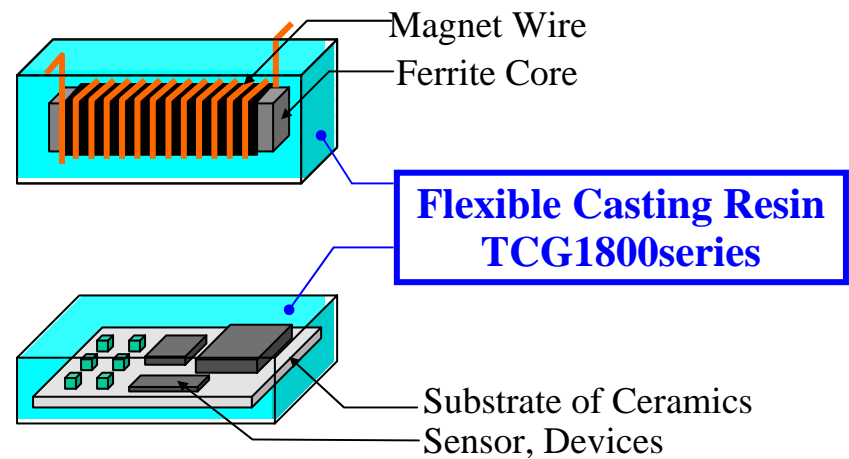 Magnet Wire
Ferrite Core
Flexible Casting Resin
TCG1800series
Substrate of Ceramics
Sensor, Devices